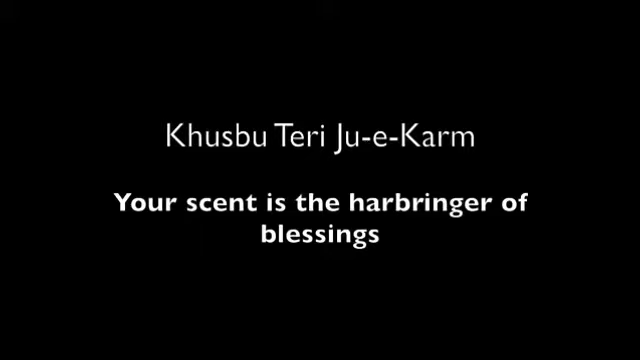 Khusbu Teri Ju-e-Karm
Your scent is the harbringer of
blessings